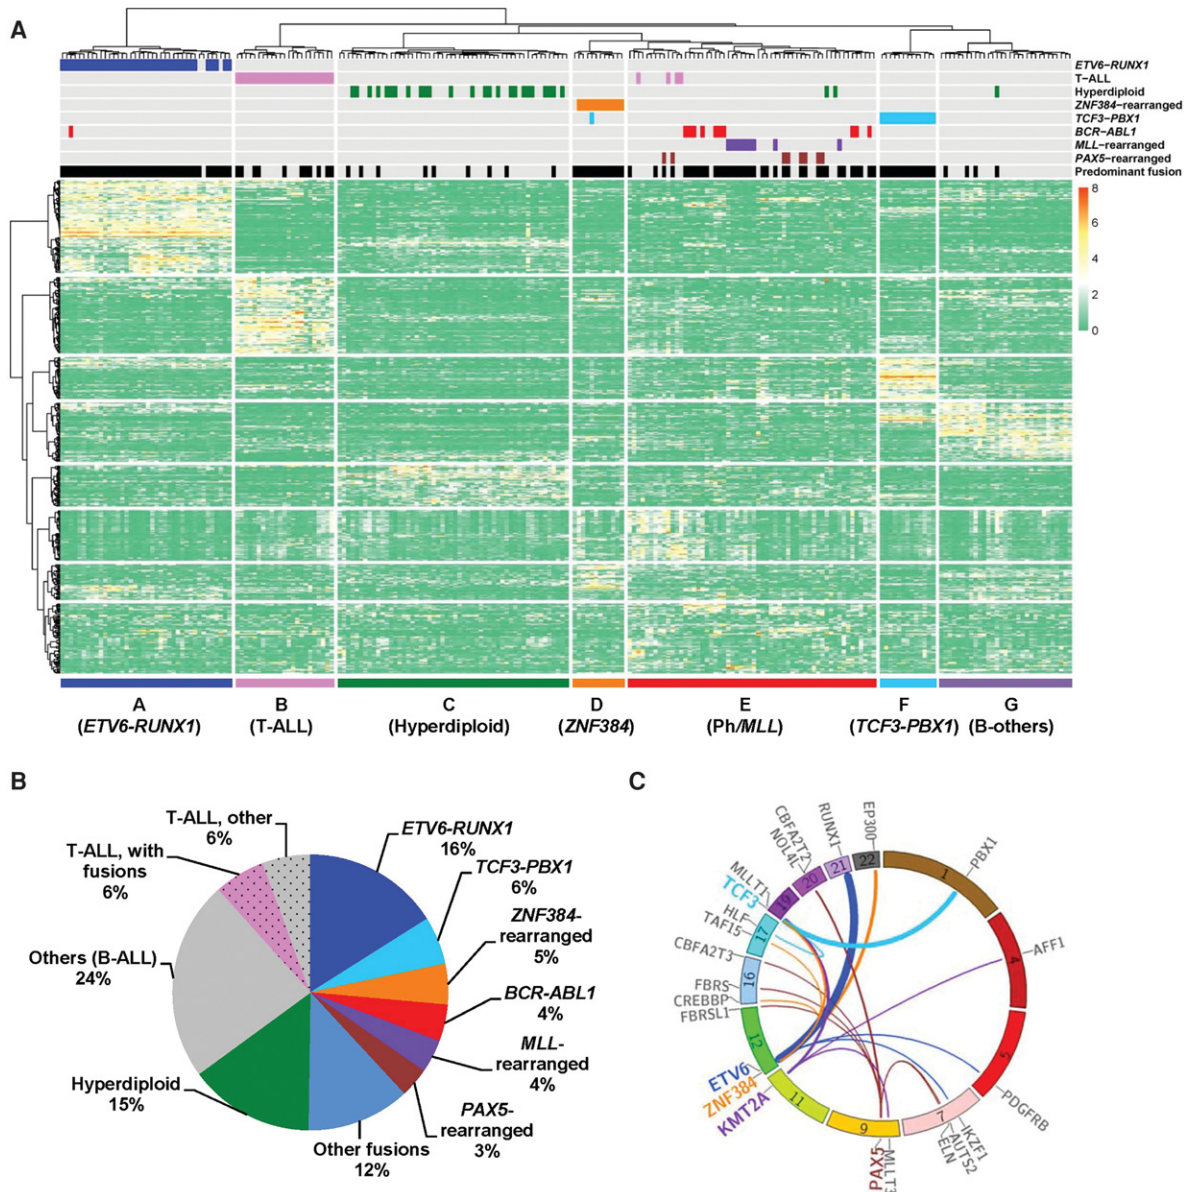 A
ETV6–RUNX1
T–ALL
Hyperdiploid
ZNF384–rearranged
TCF3–PBX1
BCR–ABL1
MLL–rearranged
PAX5–rearranged
Predominant fusion
8
6
4
2
0
A B C D E F G
(ETV6-RUNX1) (T-ALL) (Hyperdiploid) (ZNF384) (Ph/MLL) (TCF3-PBX1) (B-others)
B
T-ALL, other
6%
T-ALL, with
fusions
6%
Others (B-ALL)
24%
Hyperdiploid
15%
Other fusions
12%
ETV6-RUNX1
16%
TCF3-PBX1
6%
ZNF384-
rearranged
5%
BCR-ABL1
4%
MLL-
rearranged
4%
PAX5-
rearranged
3%
C
EP300
RUNX1
CBFA2T2
NOL4L
MLLT1
TCF3
HLF
TAF15
CBFA2T3
FBRS
CREBBP
FBRSL1
ETV6
ZNF384
KMT2A
PAX5
MLLT3
ELN
AUTS2
IKZF1
PDGFRB
AFF1
PBX1
1
4
5
7
9
11
12
16
17
19
20
21
22